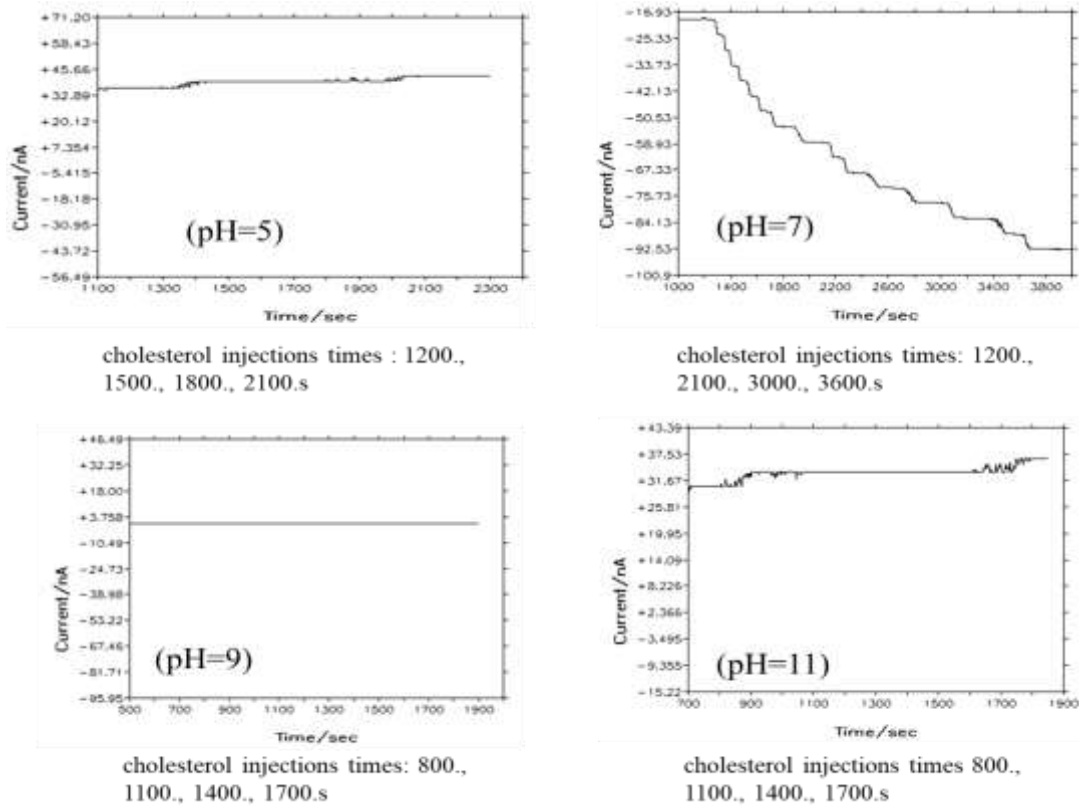 +71.20
+58.43
+45.66
+32.89
+20.12
+7.354
-5.415
-18.18
-30.95
-43.72
-56.49
Current/nA
(pH=5)
1100 1300 1500 1700 1900 2100 2300
Time/sec
cholesterol injections times : 1200.,
1500., 1800., 2100.s
-16.93
-25.33
-33.73
-42.13
-50.53
-58.93
-67.33
-75.73
-84.13
-92.53
-100.9
Current/nA
(pH=7)
1000 1400 1800 2200 2600 3000 3400 3800
Time/sec
cholesterol injections times: 1200.,
2100., 3000., 3600.s
+46.49
+32.25
+18.00
+3.758
-10.49
-24.73
-38.98
-53.22
-67.46
-81.71
-95.95
Current/nA
(pH=9)
500 700 900 1100 1300 1500 1700 1900
Time/sec
cholesterol injections times: 800.,
1100., 1400., 1700.s
+43.39
+37.53
+31.67
+25.81
+19.95
+14.09
+8.226
+2.366
-3.495
-9.355
-15.22
Current/nA
(pH=11)
700 900 1100 1300 1500 1700 1900
Time/sec
cholesterol injections times 800.,
1100., 1400., 1700.s